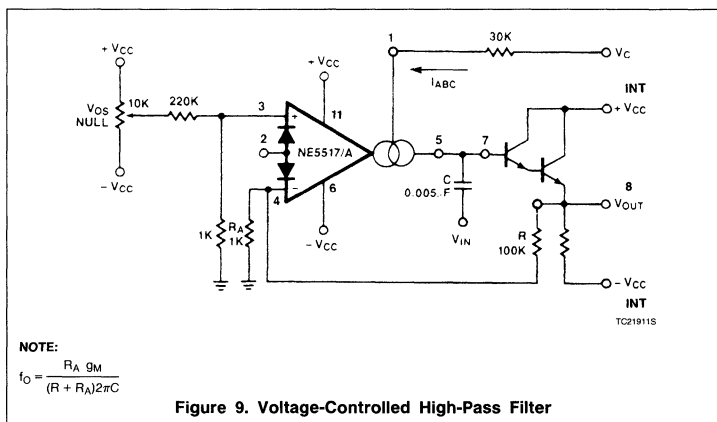 + VCC
VOS
NULL
10K
220K
- VCC
3
+
2
-
4
1K
RA
1K
+ VCC
11
NE5517/A
6
- VCC
1
30K
VC
IABC
INT
+ VCC
5
7
C
0.005
F
VIN
8
VOUT
R
100K
- VCC
INT
TC21911S
NOTE:
fO = RA gM / (R + RA)2πC
Figure 9. Voltage-Controlled High-Pass Filter